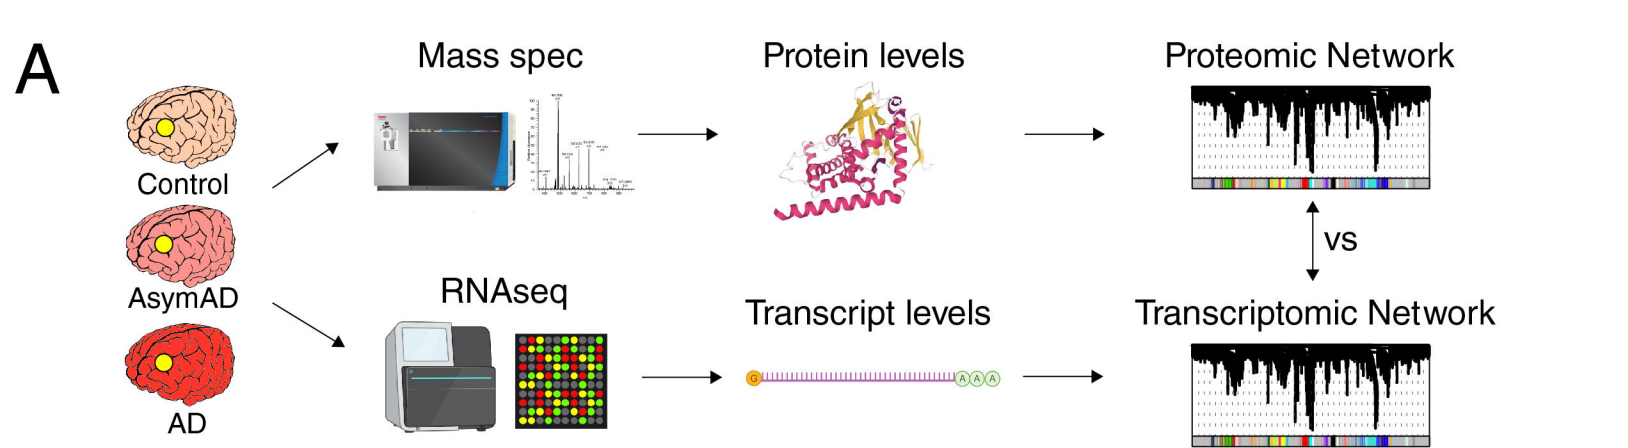 A
Mass spec
Protein levels
Proteomic Network
Control
AsymAD
AD
vs
RNAseq
Transcript levels
Transcriptomic Network
G
A A A